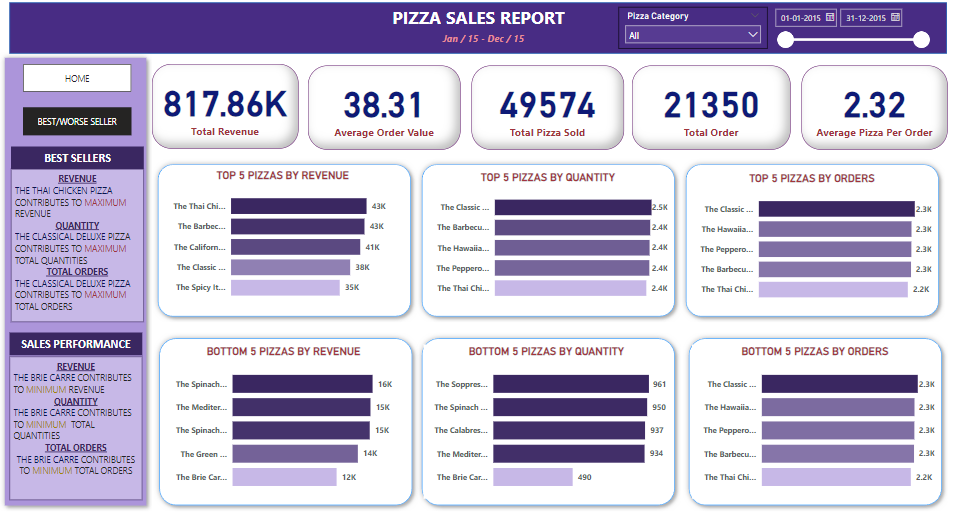 PIZZA SALES REPORT
Jan / 15 - Dec / 15
Pizza Category
All
01-01-2015
31-12-2015
HOME
BEST/WORSE SELLER
BEST SELLERS
REVENUE
THE THAI CHICKEN PIZZA
CONTRIBUTES TO MAXIMUM
REVENUE
QUANTITY
THE CLASSICAL DELUXE PIZZA
CONTRIBUTES TO MAXIMUM
TOTAL QUANTITIES
TOTAL ORDERS
THE CLASSICAL DELUXE PIZZA
CONTRIBUTES TO MAXIMUM
TOTAL ORDERS
SALES PERFORMANCE
REVENUE
THE BRIE CARRE CONTRIBUTES
TO MINIMUM REVENUE
QUANTITY
THE BRIE CARRE CONTRIBUTES
TO MINIMUM TOTAL
QUANTITIES
TOTAL ORDERS
THE BRIE CARRE CONTRIBUTES
TO MINIMUM TOTAL ORDERS
817.86K
Total Revenue
38.31
Average Order Value
49574
Total Pizza Sold
21350
Total Order
2.32
Average Pizza Per Order
TOP 5 PIZZAS BY REVENUE
The Thai Chi... 43K
The Barbec... 43K
The Californ... 41K
The Classic ... 38K
The Spicy It... 35K
TOP 5 PIZZAS BY QUANTITY
The Classic ... 2.5K
The Barbecu... 2.4K
The Hawaiia... 2.4K
The Peppero... 2.4K
The Thai Chi... 2.4K
TOP 5 PIZZAS BY ORDERS
The Classic ... 2.3K
The Hawaiia... 2.3K
The Peppero... 2.3K
The Barbecu... 2.3K
The Thai Chi... 2.2K
BOTTOM 5 PIZZAS BY REVENUE
The Spinach... 16K
The Mediter... 15K
The Spinach... 15K
The Green ... 14K
The Brie Car... 12K
BOTTOM 5 PIZZAS BY QUANTITY
The Soppres... 961
The Spinach ... 950
The Calabres... 937
The Mediter... 934
The Brie Car... 490
BOTTOM 5 PIZZAS BY ORDERS
The Classic ... 2.3K
The Hawaiia... 2.3K
The Peppero... 2.3K
The Barbecu... 2.3K
The Thai Chi... 2.2K